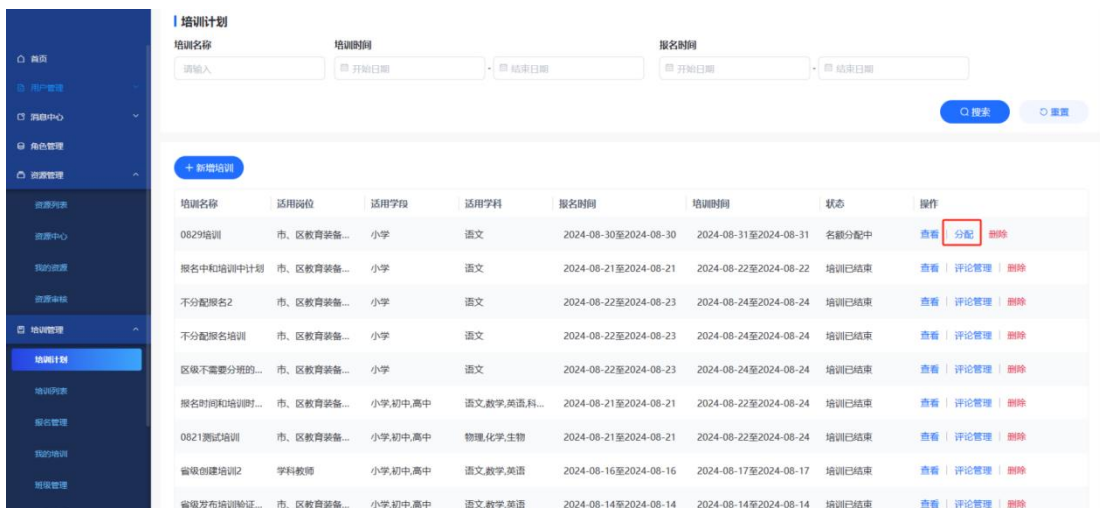 培训计划
培训名称 培训时间 报名时间
请输入 开始日期 - 结束日期 开始日期 - 结束日期
搜索 重置
首页
用户管理
消息中心
角色管理
资源管理
资源列表
资源中心
我的资源
资源审核
培训管理
培训计划
培训列表
报名管理
我的培训
班级管理
+ 新增培训
培训名称 适用岗位 适用学段 适用学科 报名时间 培训时间 状态 操作
0829培训 市、区教育装备... 小学 语文 2024-08-30至2024-08-30 2024-08-31至2024-08-31 名额分配中 查看 分配 删除
报名中和培训中计划 市、区教育装备... 小学 语文 2024-08-21至2024-08-21 2024-08-22至2024-08-22 培训已结束 查看 评论管理 删除
不分配报名2 市、区教育装备... 小学 语文 2024-08-22至2024-08-23 2024-08-24至2024-08-24 培训已结束 查看 评论管理 删除
不分配报名培训 市、区教育装备... 小学 语文 2024-08-22至2024-08-23 2024-08-24至2024-08-24 培训已结束 查看 评论管理 删除
区级不需要分班的... 市、区教育装备... 小学 语文 2024-08-22至2024-08-23 2024-08-24至2024-08-24 培训已结束 查看 评论管理 删除
报名时间和培训时... 市、区教育装备... 小学,初中,高中 语文,数学,英语,科... 2024-08-21至2024-08-21 2024-08-22至2024-08-24 培训已结束 查看 评论管理 删除
0821测试培训 市、区教育装备... 小学,初中,高中 物理,化学,生物 2024-08-21至2024-08-21 2024-08-22至2024-08-24 培训已结束 查看 评论管理 删除
省级创建培训2 学科教师 小学,初中,高中 语文,数学,英语 2024-08-16至2024-08-16 2024-08-17至2024-08-17 培训已结束 查看 评论管理 删除
省级发布培训验证... 市、区教育装备... 小学,初中,高中 语文,数学,英语 2024-08-14至2024-08-14 2024-08-14至2024-08-14 培训已结束 查看 评论管理 删除